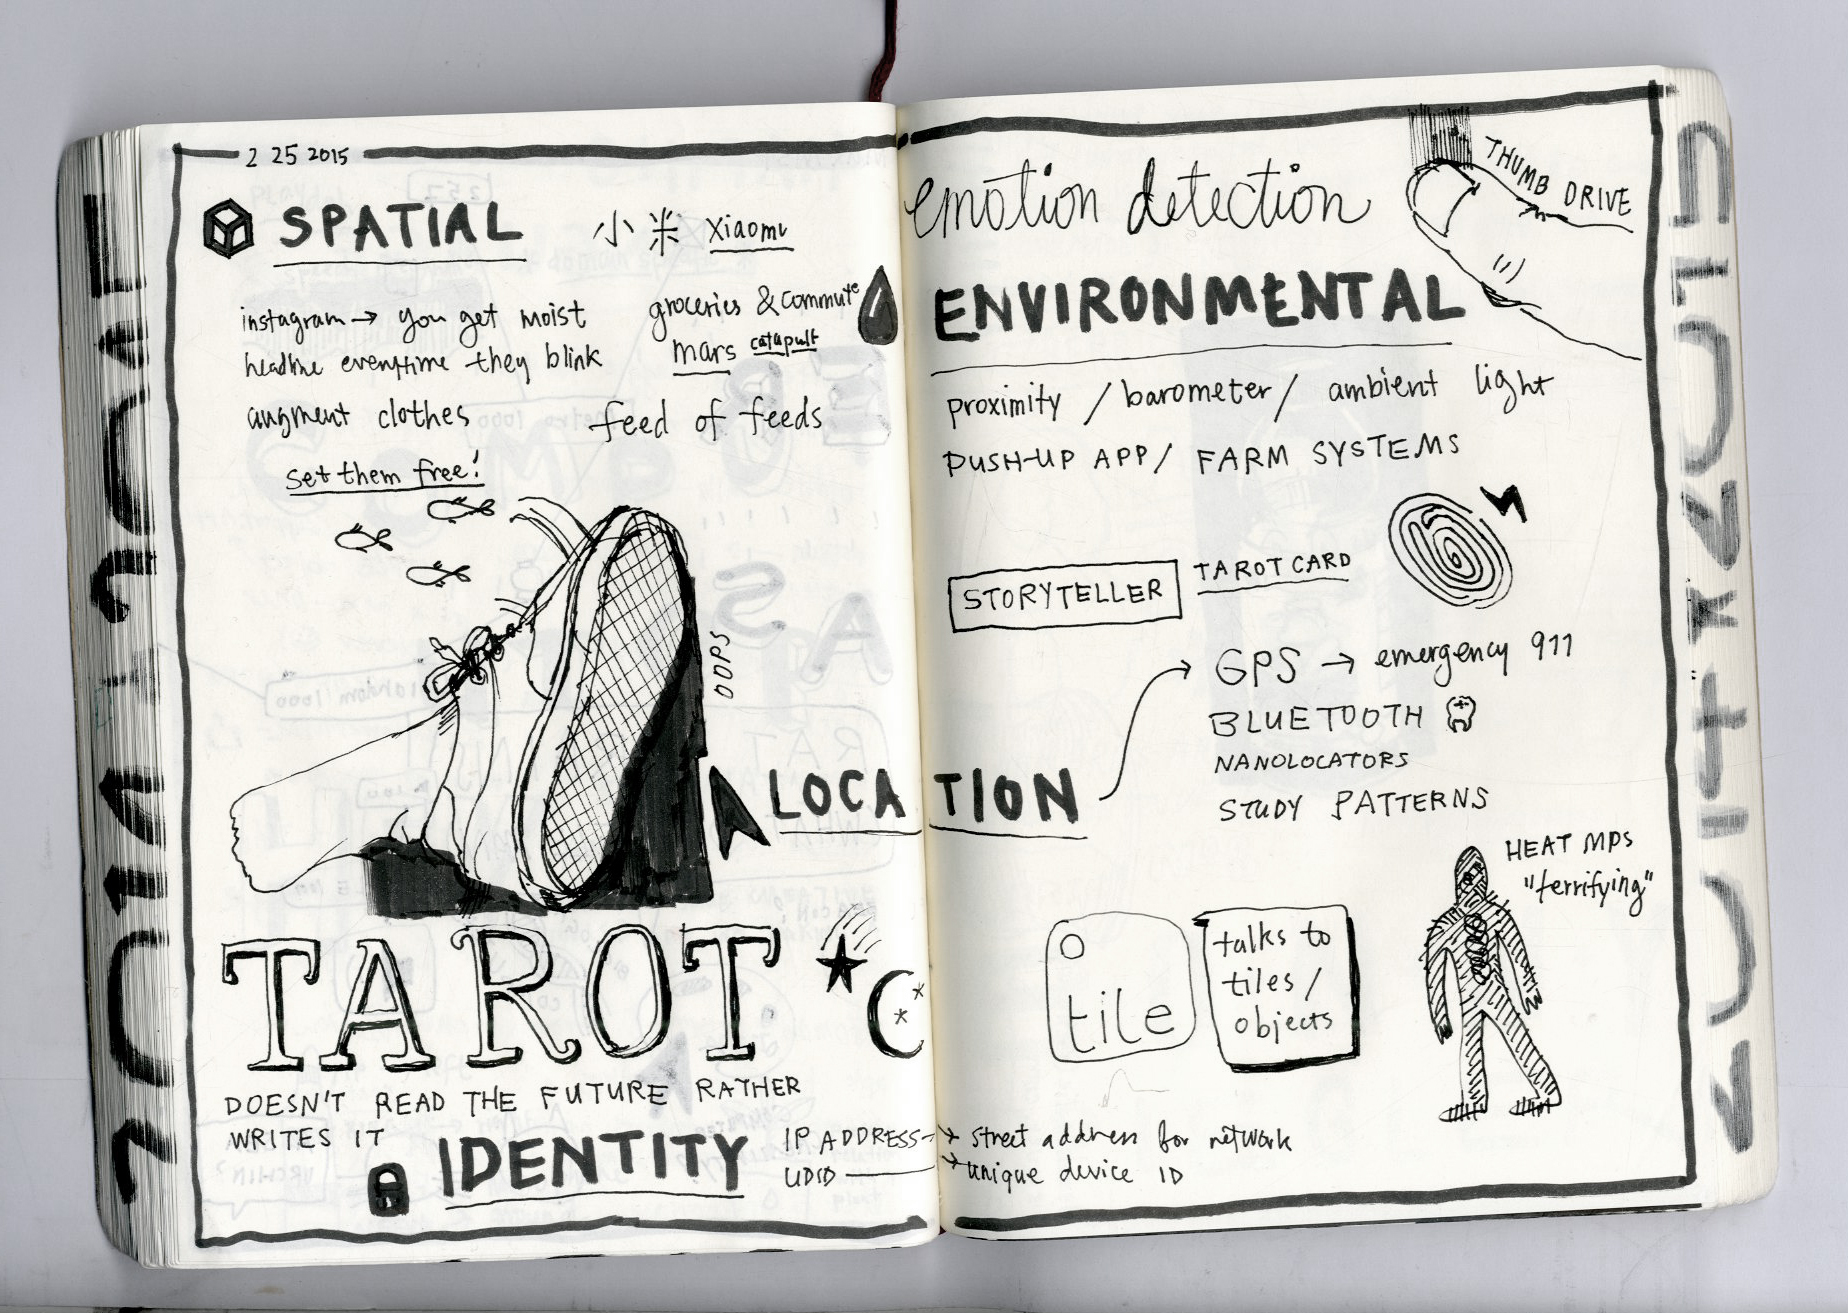 2 25 2015
SPATIAL
小米 Xiaomi
instagram → you get moist
headline everytime they blink
augment clothes
set them free!
groceries & commute
mars catapult
feed of feeds
OOPS
LOCATION
TAROT
DOESN'T READ THE FUTURE RATHER
WRITES IT
IDENTITY
IP ADDRESS → street address for network
UDID → unique device ID
emotion detection
THUMB DRIVE
ENVIRONMENTAL
proximity / barometer / ambient light
PUSH-UP APP / FARM SYSTEMS
STORYTELLER
TAROT CARD
GPS → emergency 911
BLUETOOTH
NANOLOCATORS
STUDY PATTERNS
HEAT MPS
"terrifying"
tile
talks to
tiles /
objects